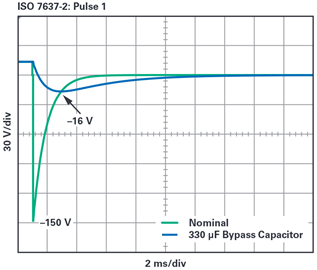 ISO 7637-2: Pulse 1
30 V/div
–16 V
–150 V
Nominal
330 µF Bypass Capacitor
2 ms/div